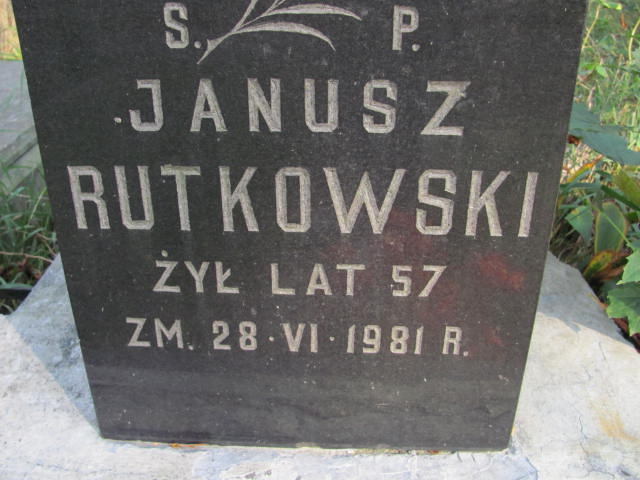 S. P.
JANUSZ
RUTKOWSKI
ŻYŁ LAT 57
ZM. 28·VI·1981 R.